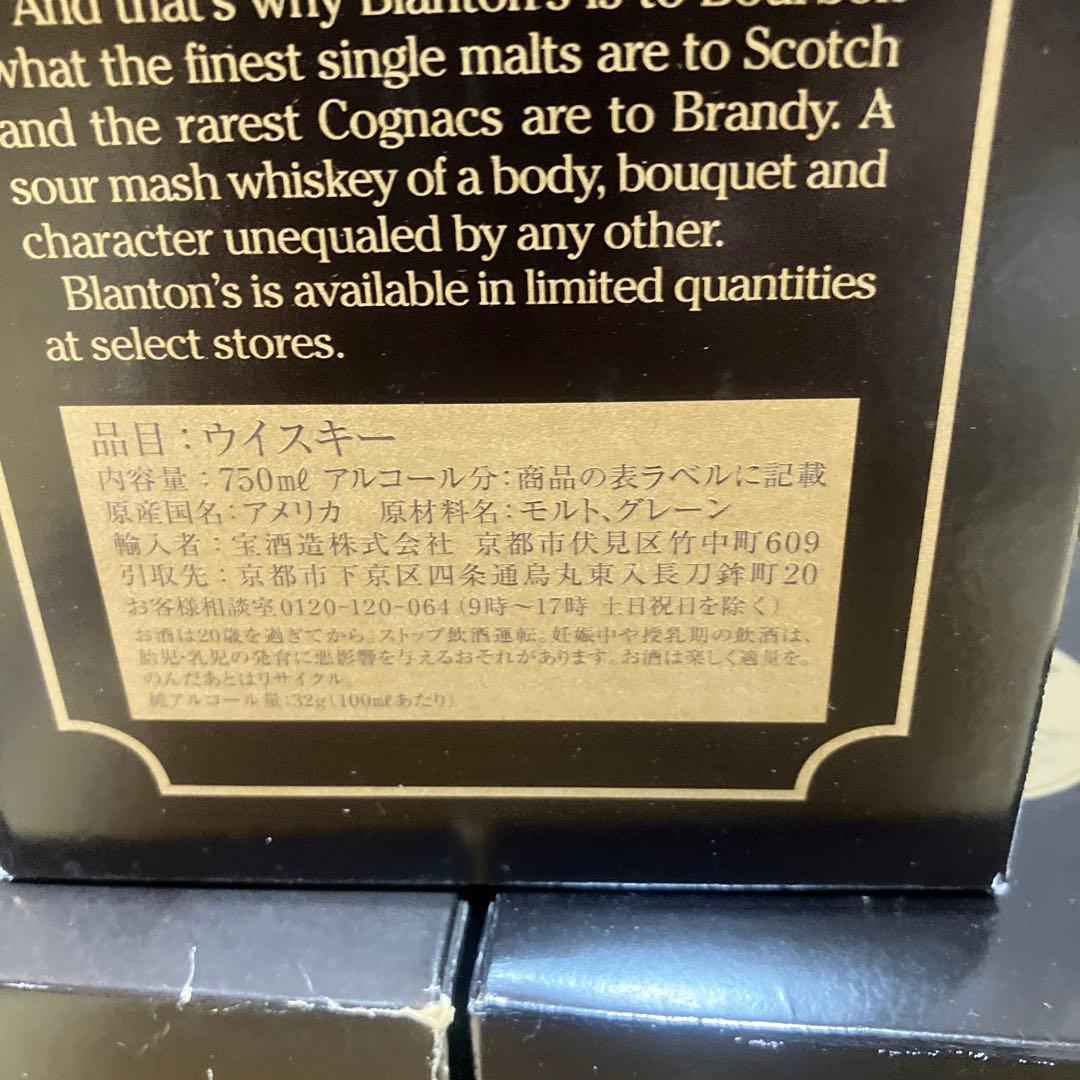 And that's why Blanton's is to Bourbon
what the finest single malts are to Scotch
and the rarest Cognacs are to Brandy. A
sour mash whiskey of a body, bouquet and
character unequaled by any other.
Blanton's is available in limited quantities
at select stores.
品目：ウイスキー
内容量：750mℓ アルコール分：商品の表ラベルに記載
原産国名：アメリカ 原材料名：モルト、グレーン
輸入者：宝酒造株式会社 京都市伏見区竹中町609
引取先：京都市下京区四条通烏丸東入長刀鉾町20
お客様相談室0120-120-064（9時～17時 土日祝日を除く）
お酒は20歳を過ぎてから。ストップ飲酒運転。妊娠中や授乳期の飲酒は、
胎児・乳児の発育に悪影響を与えるおそれがあります。お酒は楽しく適量を。
のんだあとはリサイクル。
純アルコール量：32g（100mℓあたり）